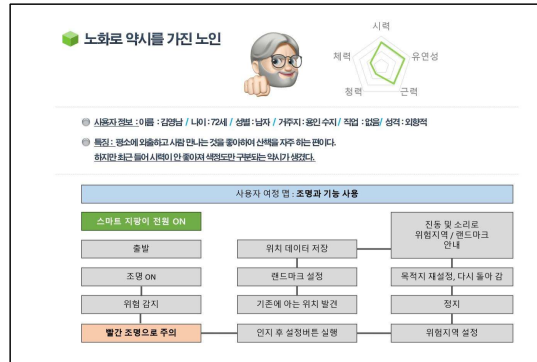 노화로 약시를 가진 노인
시력
체력
유연성
청력
근력
사용자 정보 : 이름 : 김영남 / 나이 : 72세 / 성별 : 남자 / 거주지 : 용인 수지 / 직업 : 없음 / 성격 : 외향적
특징 : 평소에 외출하고 사람 만나는 것을 좋아하여 산책을 자주 하는 편이다.
하지만 최근 들어 시력이 안 좋아져 색정도만 구분되는 약시가 생겼다.
사용자 여정 맵 : 조명과 기능 사용
스마트 지팡이 전원 ON
출발
조명 ON
위험 감지
빨간 조명으로 주의
위치 데이터 저장
랜드마크 설정
기존에 아는 위치 발견
인지 후 설정버튼 실행
진동 및 소리로
위험지역 / 랜드마크
안내
목적지 재설정, 다시 돌아 감
정지
위험지역 설정